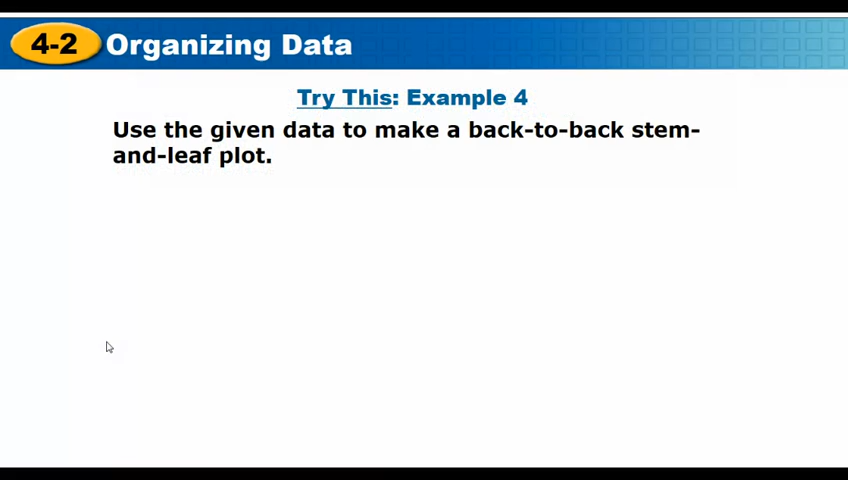 4-2 Organizing Data
Try This: Example 4
Use the given data to make a back-to-back stem-
and-leaf plot.